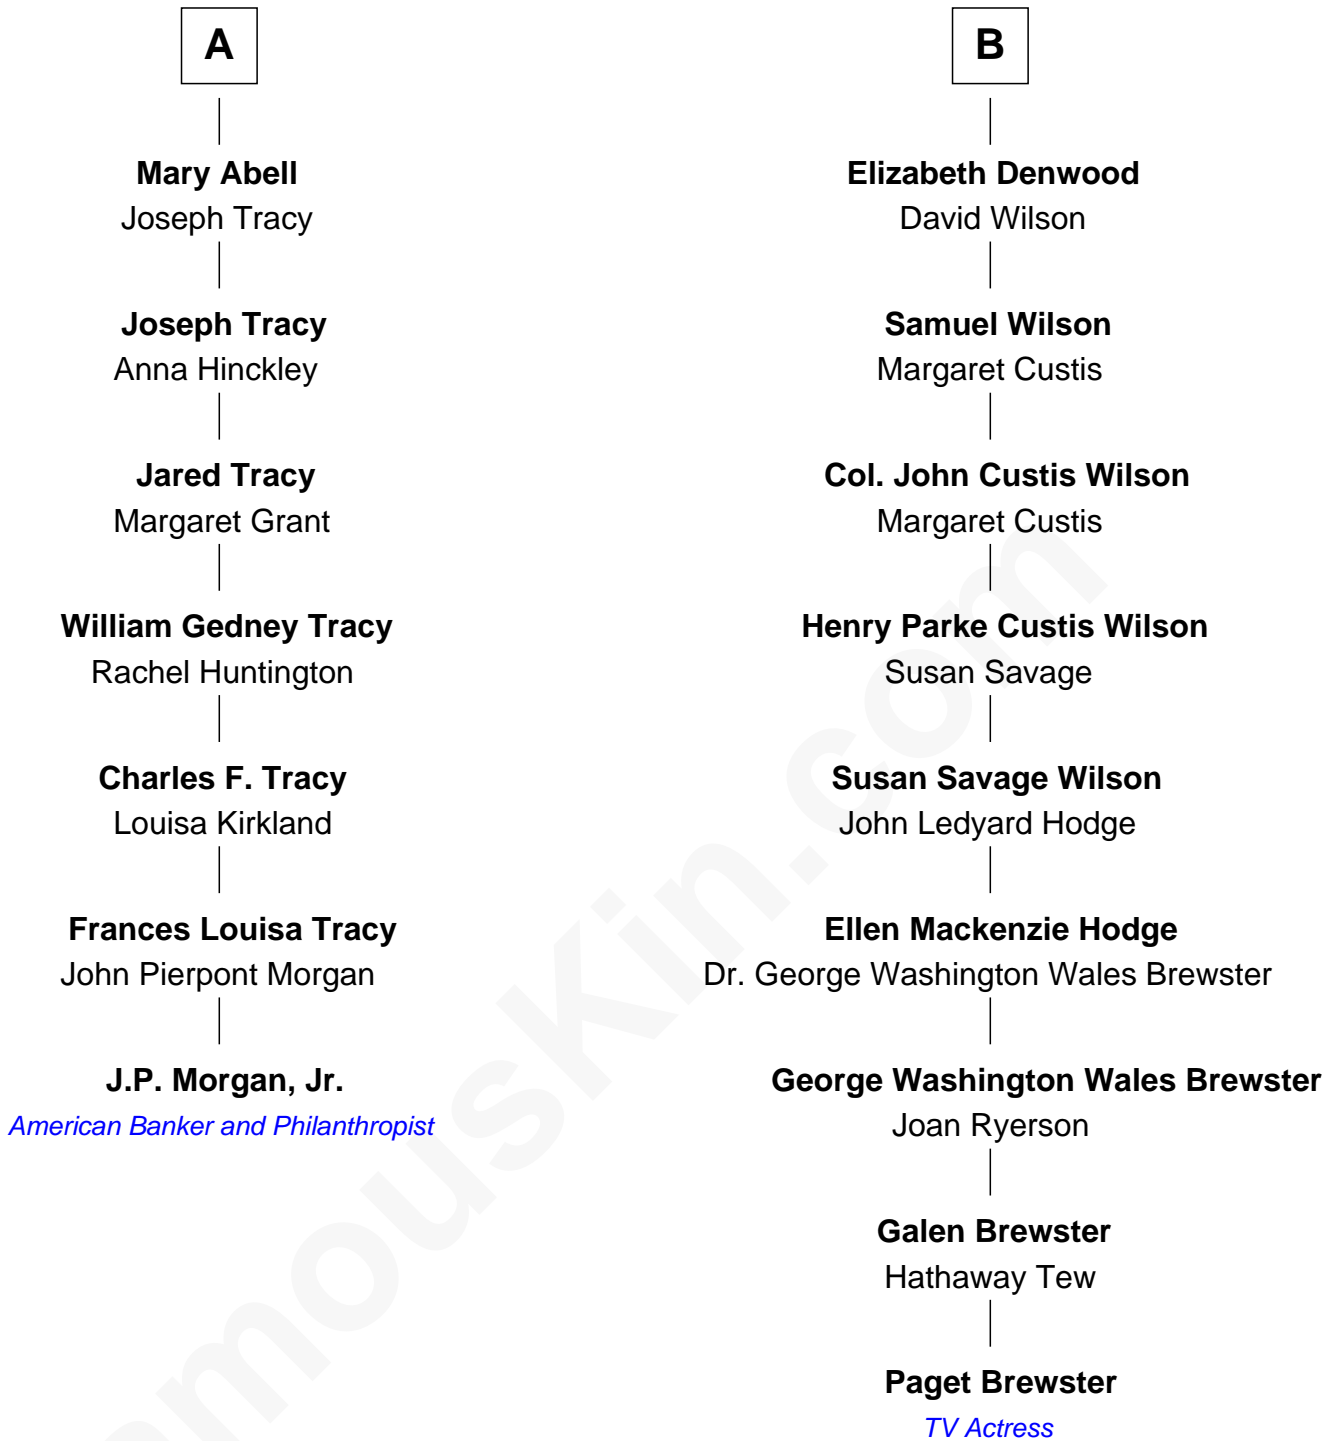 A
Mary Abell
Joseph Tracy
Joseph Tracy
Anna Hinckley
Jared Tracy
Margaret Grant
William Gedney Tracy
Rachel Huntington
Charles F. Tracy
Louisa Kirkland
Frances Louisa Tracy
John Pierpont Morgan
J.P. Morgan, Jr.
American Banker and Philanthropist
B
Elizabeth Denwood
David Wilson
Samuel Wilson
Margaret Custis
Col. John Custis Wilson
Margaret Custis
Henry Parke Custis Wilson
Susan Savage
Susan Savage Wilson
John Ledyard Hodge
Ellen Mackenzie Hodge
Dr. George Washington Wales Brewster
George Washington Wales Brewster
Joan Ryerson
Galen Brewster
Hathaway Tew
Paget Brewster
TV Actress
amousKin.com